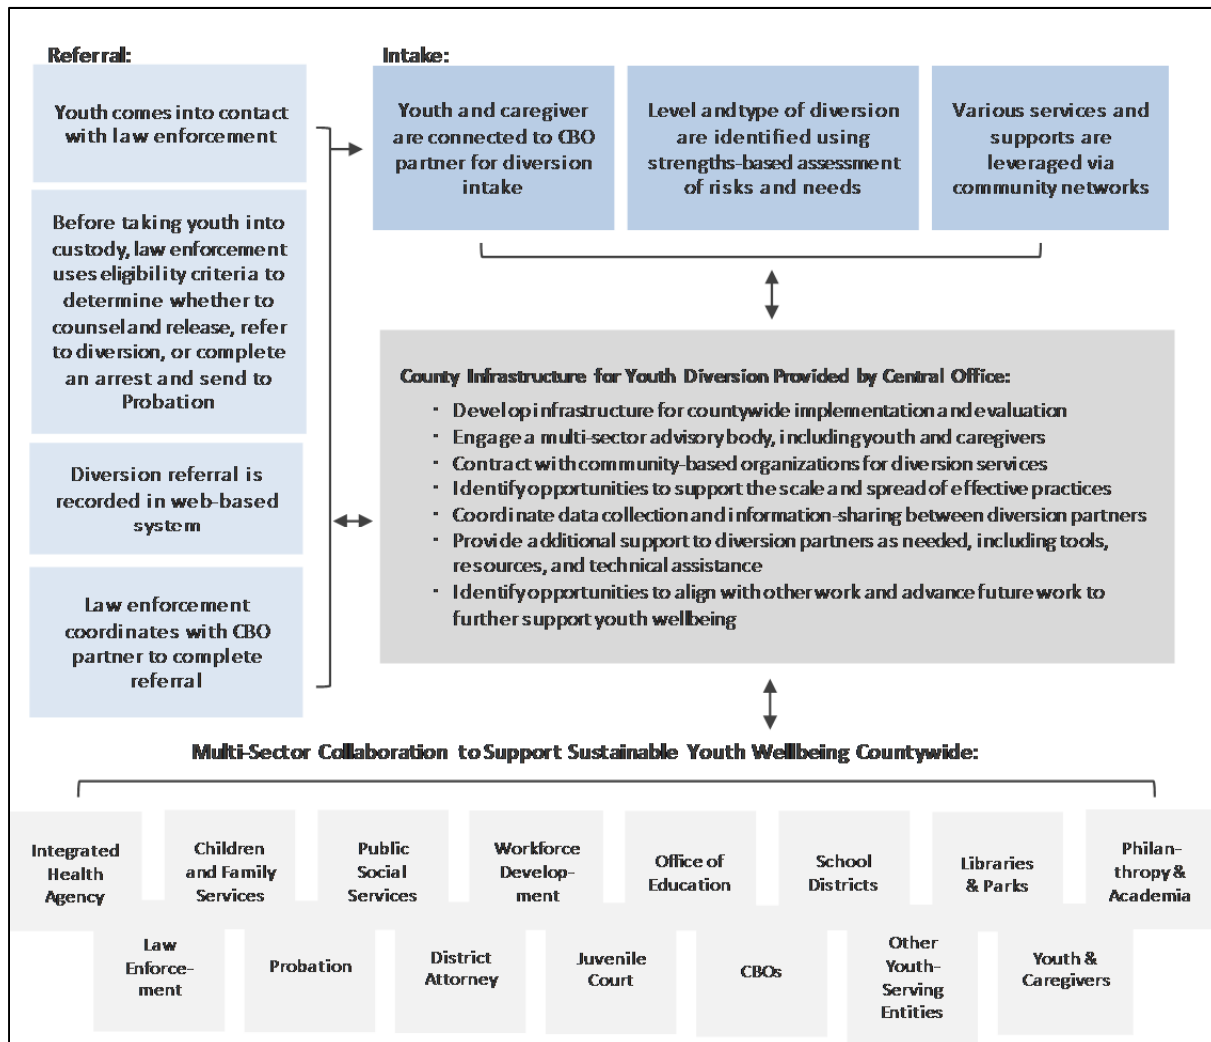 Referral:
Youth comes into contact
with law enforcement
Before taking youth into
custody, law enforcement
uses eligibility criteria to
determine whether to
counsel and release, refer
to diversion, or complete
an arrest and send to
Probation
Diversion referral is
recorded in web-based
system
Law enforcement
coordinates with CBO
partner to complete
referral
Intake:
Youth and caregiver
are connected to CBO
partner for diversion
intake
Level and type of diversion
are identified using
strengths-based assessment
of risks and needs
Various services and
supports are
leveraged via
community networks
County Infrastructure for Youth Diversion Provided by Central Office:
· Develop infrastructure for countywide implementation and evaluation
· Engage a multi-sector advisory body, including youth and caregivers
· Contract with community-based organizations for diversion services
· Identify opportunities to support the scale and spread of effective practices
· Coordinate data collection and information-sharing between diversion partners
· Provide additional support to diversion partners as needed, including tools,
resources, and technical assistance
· Identify opportunities to align with other work and advance future work to
further support youth wellbeing
Multi-Sector Collaboration to Support Sustainable Youth Wellbeing Countywide:
Integrated
Health
Agency
Children
and Family
Services
Public
Social
Services
Workforce
Develop-
ment
Office of
Education
School
Districts
Libraries
& Parks
Philan-
thropy &
Academia
Law
Enforce-
ment
Probation
District
Attorney
Juvenile
Court
CBOs
Other
Youth-
Serving
Entities
Youth &
Caregivers